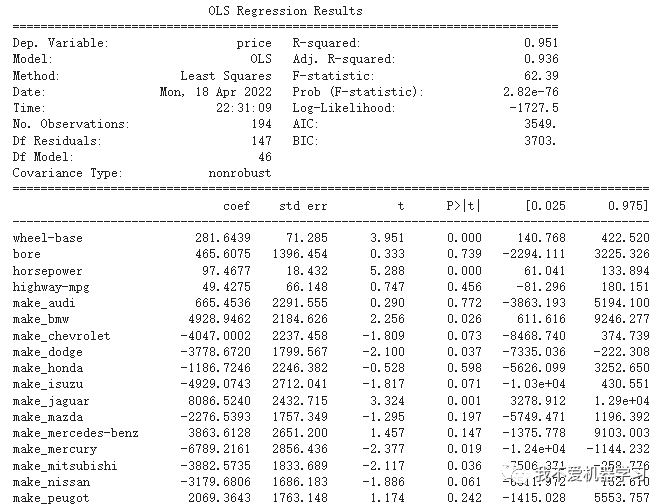 OLS Regression Results
==============================================================================
Dep. Variable: price R-squared: 0.951
Model: OLS Adj. R-squared: 0.936
Method: Least Squares F-statistic: 62.39
Date: Mon, 18 Apr 2022 Prob (F-statistic): 2.82e-76
Time: 22:31:09 Log-Likelihood: -1727.5
No. Observations: 194 AIC: 3549.
Df Residuals: 147 BIC: 3703.
Df Model: 46
Covariance Type: nonrobust
==============================================================================
coef std err t P>|t| [0.025 0.975]
------------------------------------------------------------------------------
wheel-base 281.6439 71.285 3.951 0.000 140.768 422.520
bore 465.6075 1396.454 0.333 0.739 -2294.111 3225.326
horsepower 97.4677 18.432 5.288 0.000 61.041 133.894
highway-mpg 49.4275 66.148 0.747 0.456 -81.296 180.151
make_audi 665.4536 2291.555 0.290 0.772 -3863.193 5194.100
make_bmw 4928.9462 2184.626 2.256 0.026 611.616 9246.277
make_chevrolet -4047.0002 2237.458 -1.809 0.073 -8468.740 374.739
make_dodge -3778.6720 1799.567 -2.100 0.037 -7335.036 -222.308
make_honda -1186.7246 2246.382 -0.528 0.598 -5626.099 3252.650
make_isuzu -4929.0743 2712.041 -1.817 0.071 -1.03e+04 430.551
make_jaguar 8086.5240 2432.715 3.324 0.001 3278.912 1.29e+04
make_mazda -2276.5393 1757.349 -1.295 0.197 -5749.471 1196.392
make_mercedes-benz 3863.6128 2651.200 1.457 0.147 -1375.778 9103.003
make_mercury -6789.2161 2856.436 -2.377 0.019 -1.24e+04 -1144.232
make_mitsubishi -3882.5735 1833.689 -2.117 0.036
make_nissan -3179.6806 1686.183 -1.886 0.061
我不爱机器学习
make_peugot 2069.3643 1763.148 1.174 0.242 -1415.028 5553.757